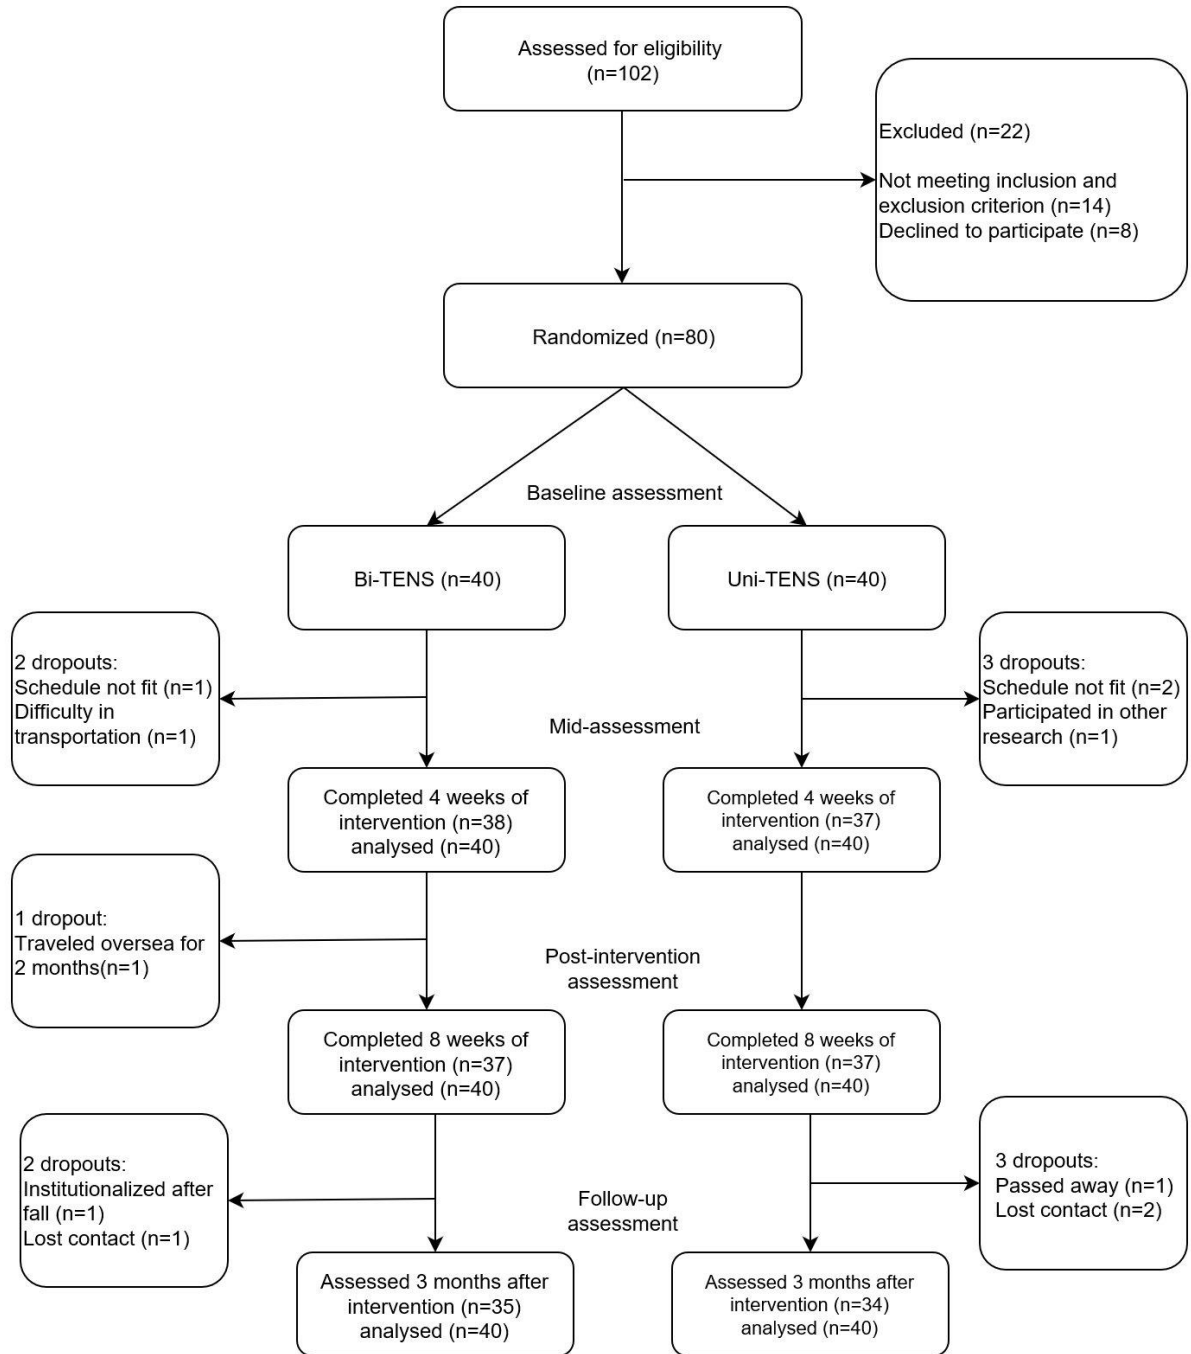 Assessed for eligibility
(n=102)
Excluded (n=22)
Not meeting inclusion and
exclusion criterion (n=14)
Declined to participate (n=8)
Randomized (n=80)
Baseline assessment
Bi-TENS (n=40)
Uni-TENS (n=40)
2 dropouts:
Schedule not fit (n=1)
Difficulty in
transportation (n=1)
3 dropouts:
Schedule not fit (n=2)
Participated in other
research (n=1)
Mid-assessment
Completed 4 weeks of
intervention (n=38)
analysed (n=40)
Completed 4 weeks of
intervention (n=37)
analysed (n=40)
1 dropout:
Traveled oversea for
2 months(n=1)
Post-intervention
assessment
Completed 8 weeks of
intervention (n=37)
analysed (n=40)
Completed 8 weeks of
intervention (n=37)
analysed (n=40)
2 dropouts:
Institutionalized after
fall (n=1)
Lost contact (n=1)
3 dropouts:
Passed away (n=1)
Lost contact (n=2)
Follow-up
assessment
Assessed 3 months after
intervention (n=35)
analysed (n=40)
Assessed 3 months after
intervention (n=34)
analysed (n=40)